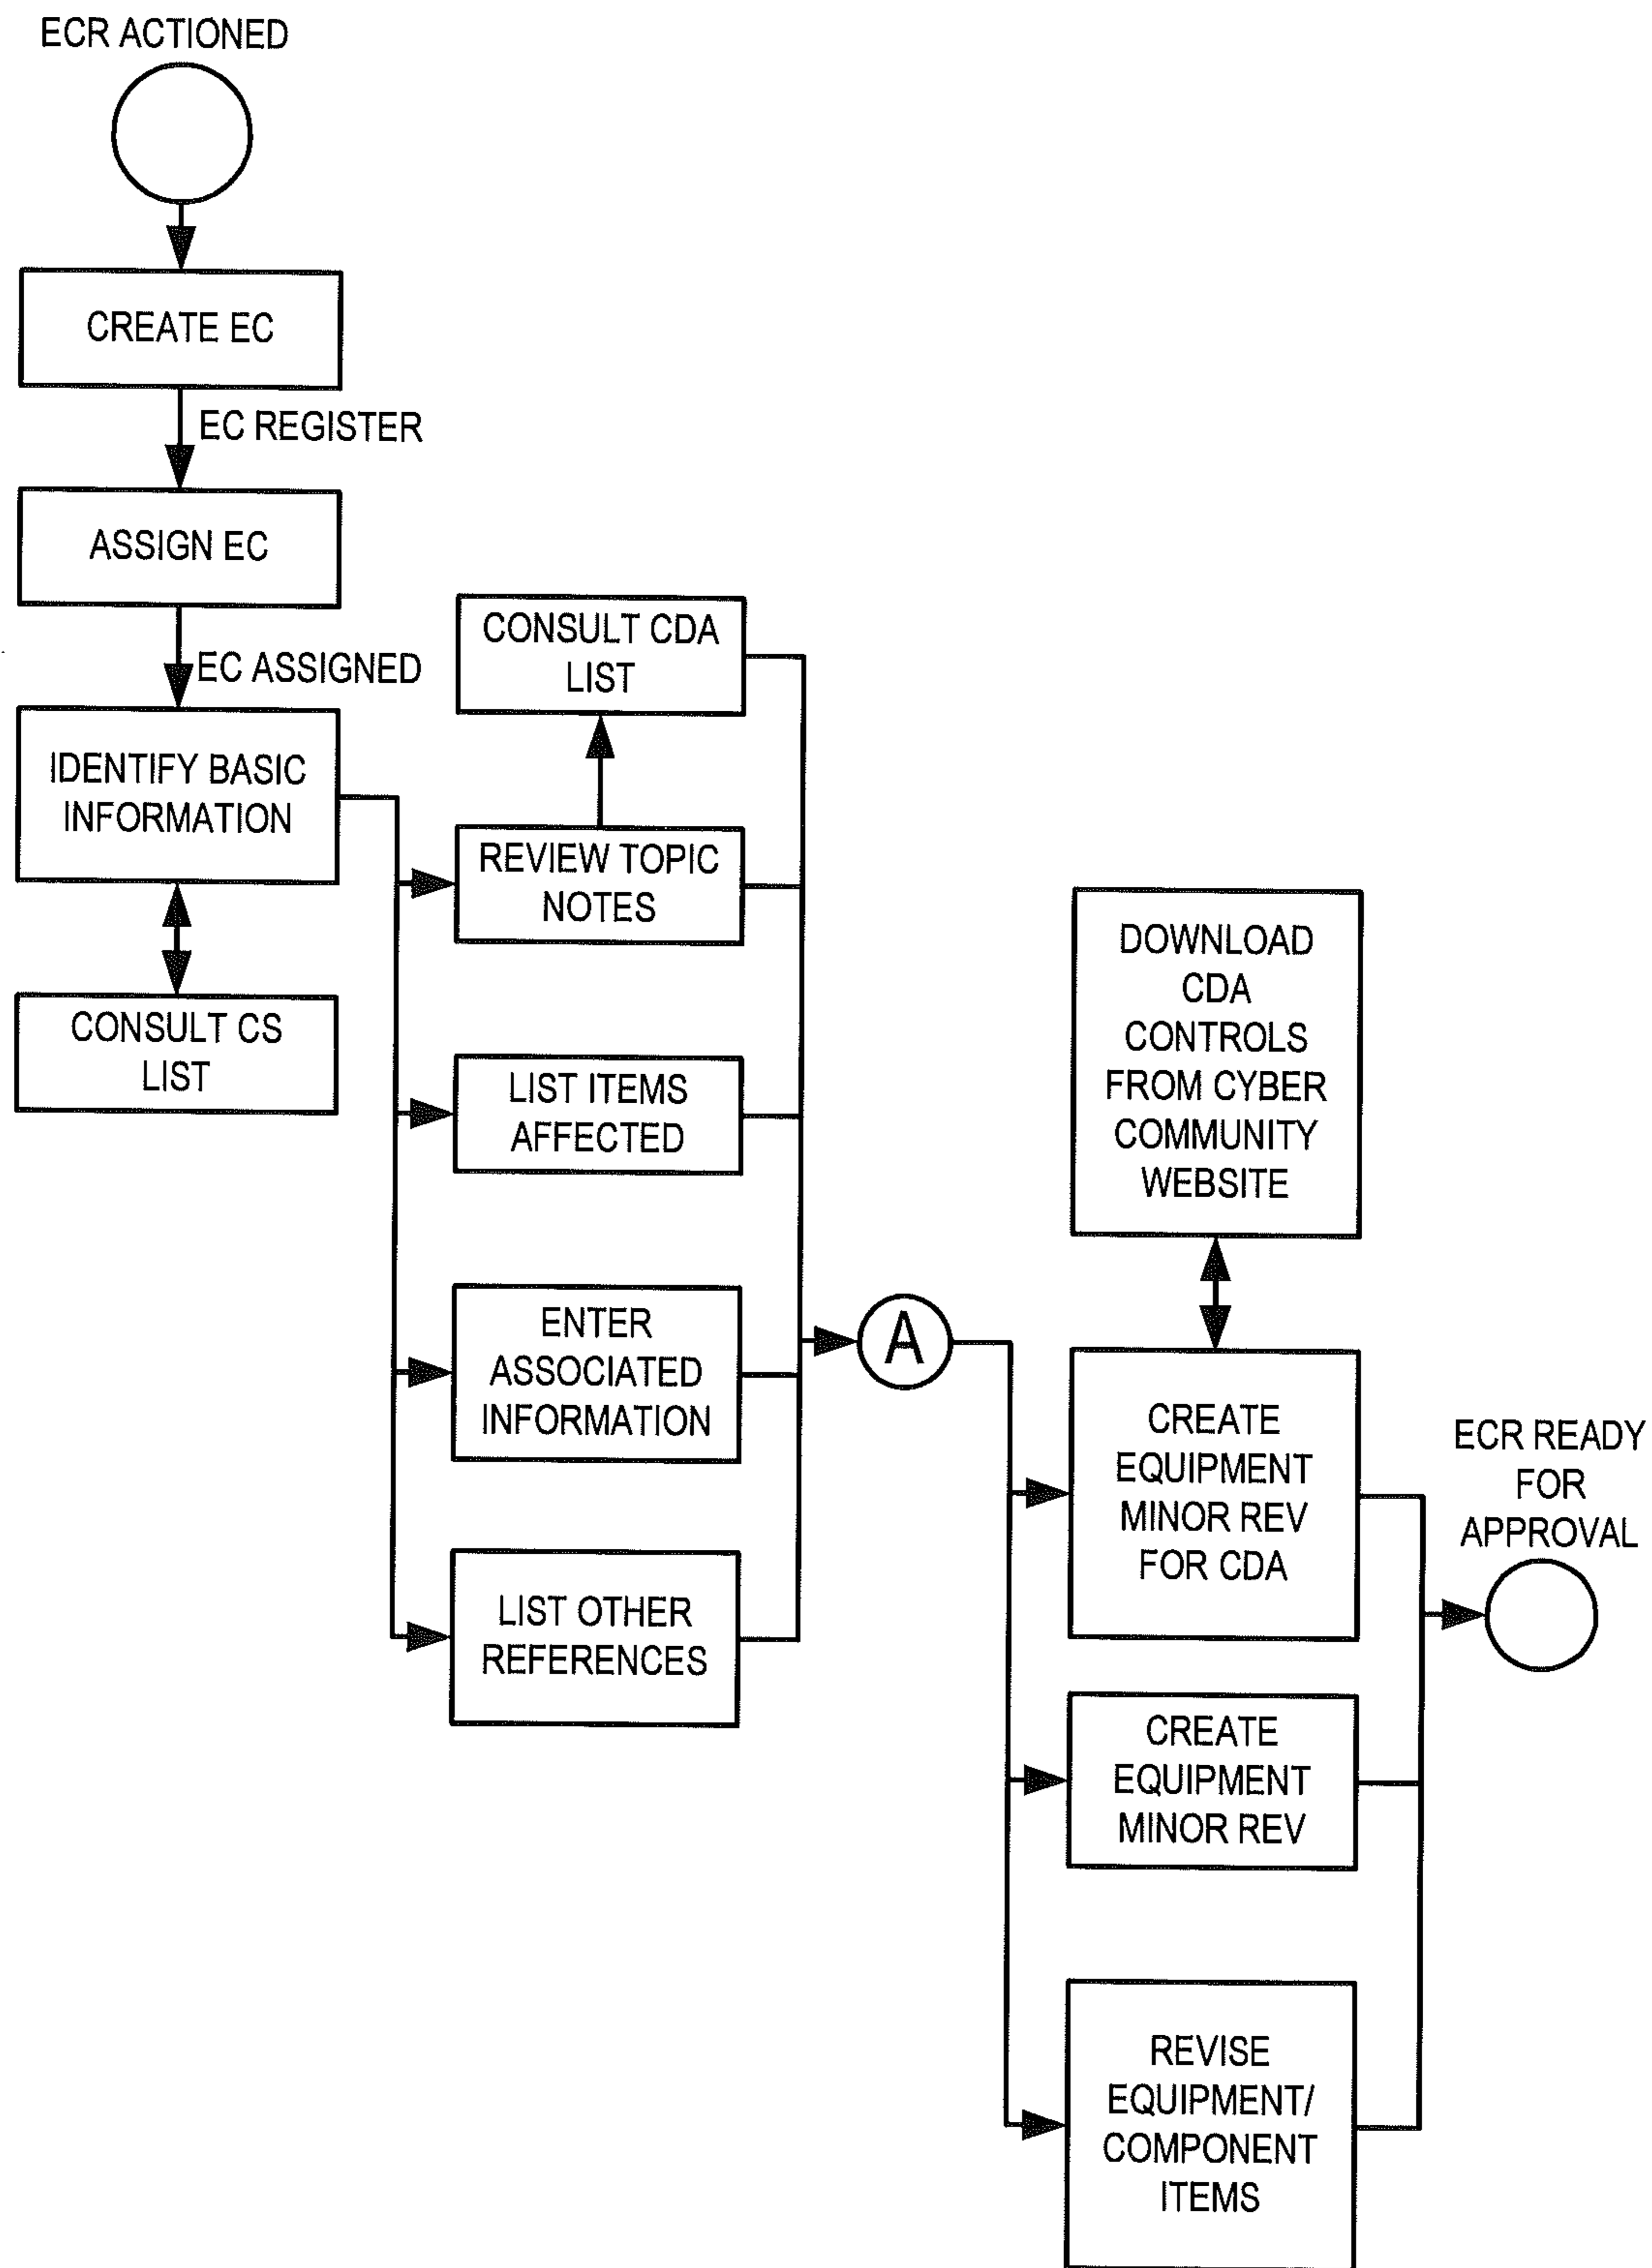 ECR ACTIONED
CREATE EC
EC REGISTER
ASSIGN EC
EC ASSIGNED
IDENTIFY BASIC
INFORMATION
CONSULT CS
LIST
CONSULT CDA
LIST
REVIEW TOPIC
NOTES
LIST ITEMS
AFFECTED
ENTER
ASSOCIATED
INFORMATION
LIST OTHER
REFERENCES
A
DOWNLOAD
CDA
CONTROLS
FROM CYBER
COMMUNITY
WEBSITE
CREATE
EQUIPMENT
MINOR REV
FOR CDA
CREATE
EQUIPMENT
MINOR REV
REVISE
EQUIPMENT/
COMPONENT
ITEMS
ECR READY
FOR
APPROVAL